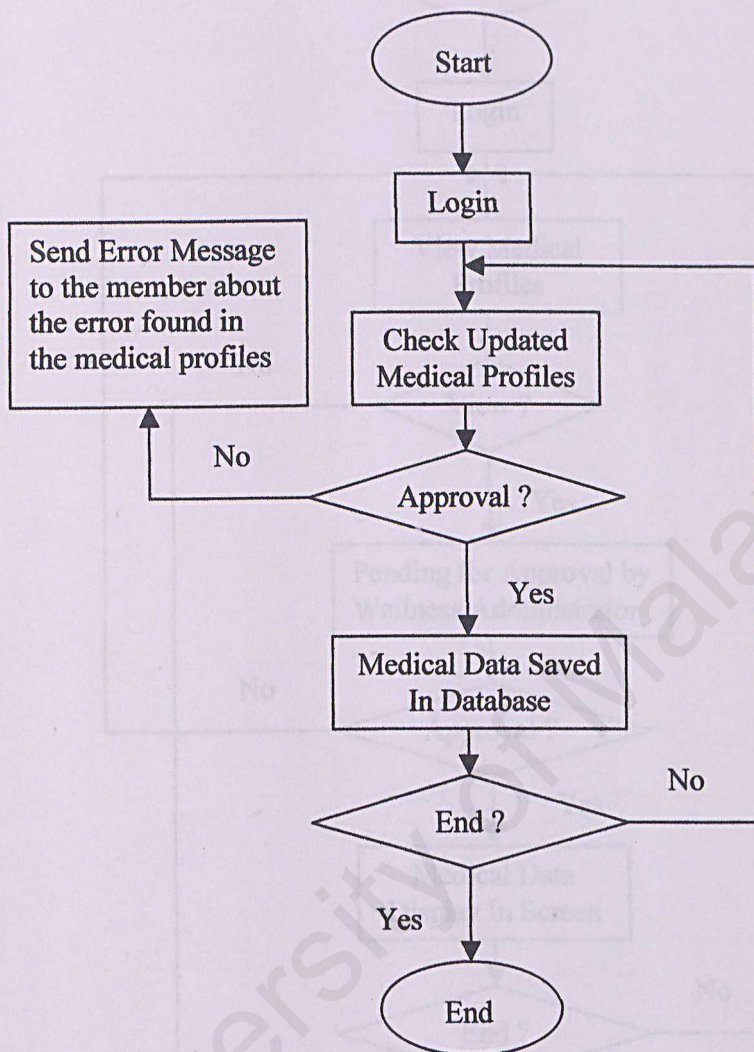 Start
Login
Send Error Message
to the member about
the error found in
the medical profiles
Check Updated
Medical Profiles
No
Approval ?
Yes
Medical Data Saved
In Database
No
End ?
Yes
End